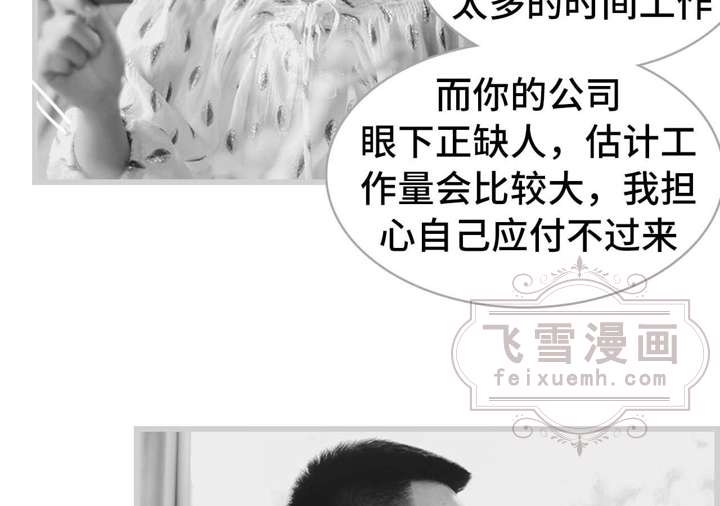 太多的时间工作
而你的公司
眼下正缺人，估计工
作量会比较大，我担
心自己应付不过来
飞雪漫画
feixuemh.com